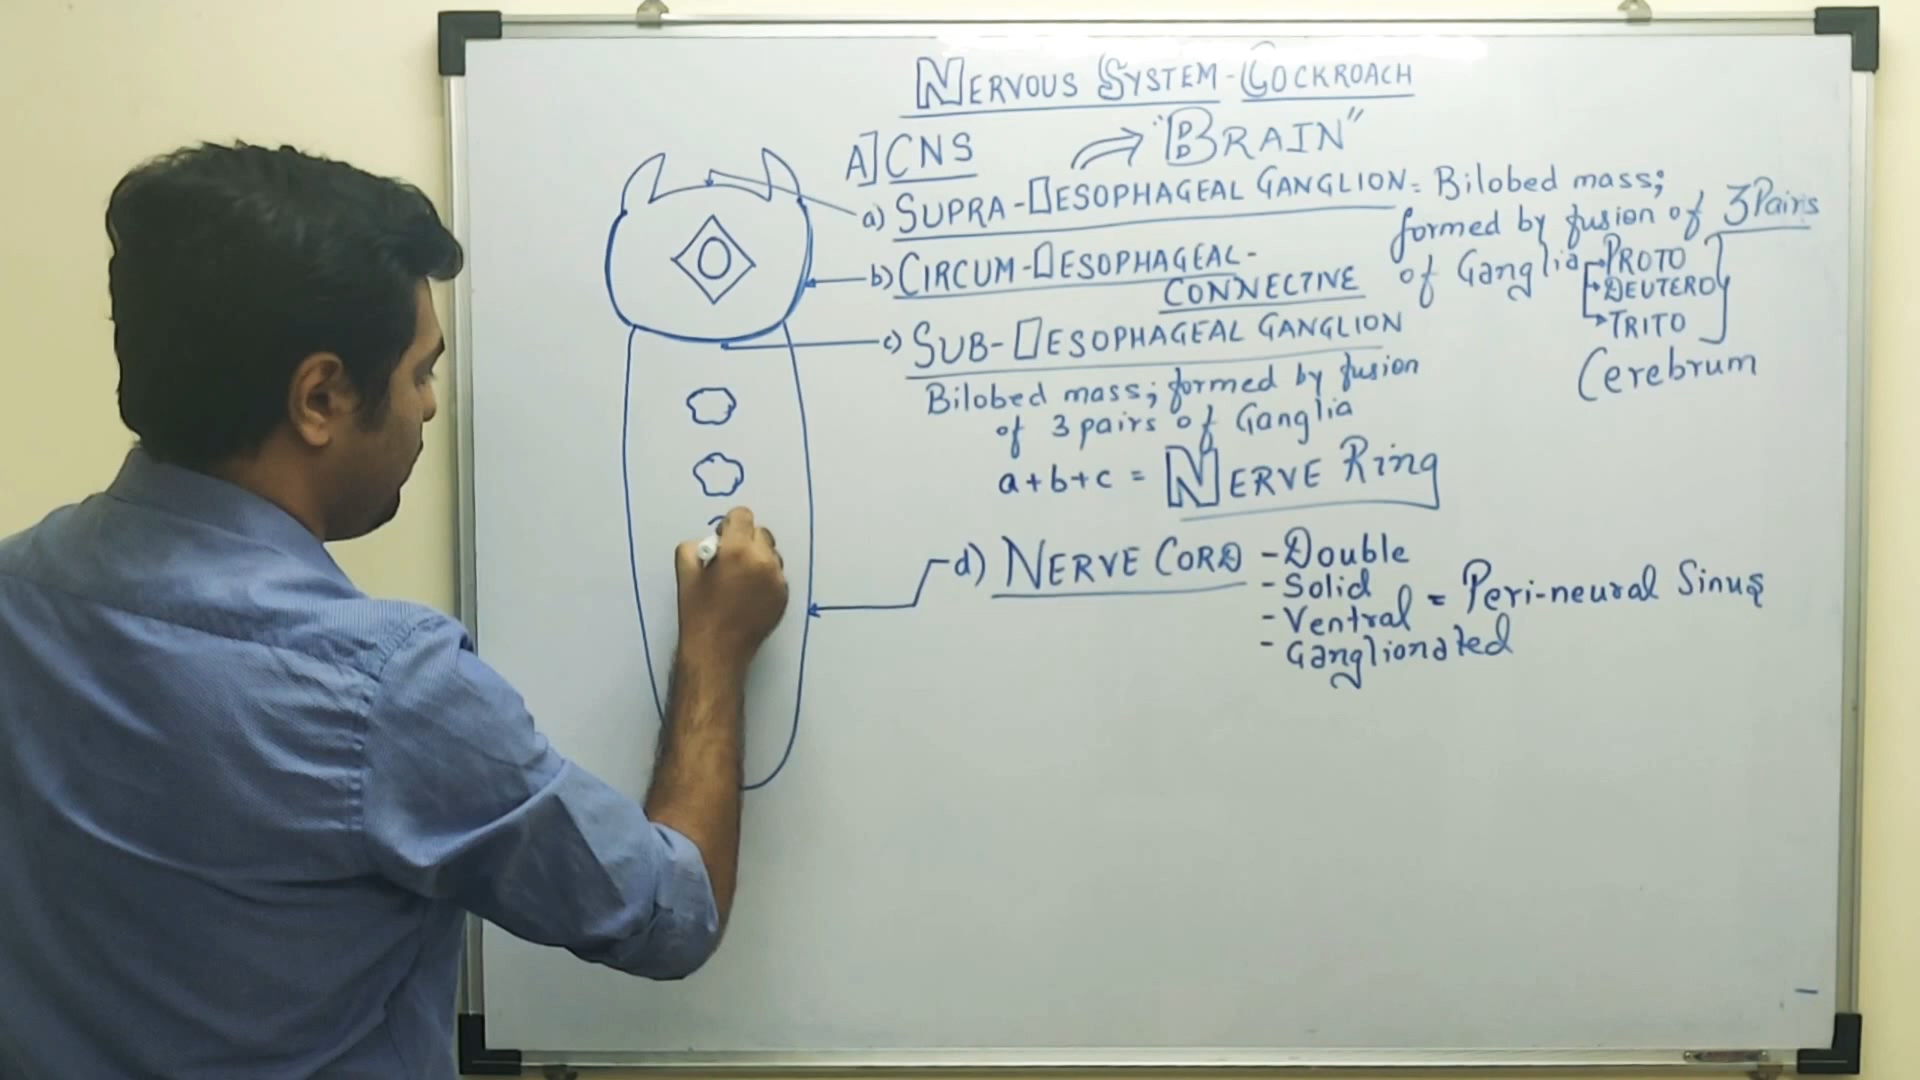 NERVOUS SYSTEM - COCKROACH
A] CNS
"BRAIN"
a) SUPRA-OESOPHAGEAL GANGLION = Bilobed mass;
formed by fusion of 3 Pairs
of Ganglia
PROTO
DEUTERO
TRITO
Cerebrum
b) CIRCUM-OESOPHAGEAL-
CONNECTIVE
c) SUB-OESOPHAGEAL GANGLION
Bilobed mass; formed by fusion
of 3 pairs of Ganglia
a+b+c = NERVE Ring
d) NERVE CORD - Double
- Solid
- Ventral = Peri-neural Sinus
- Ganglionated